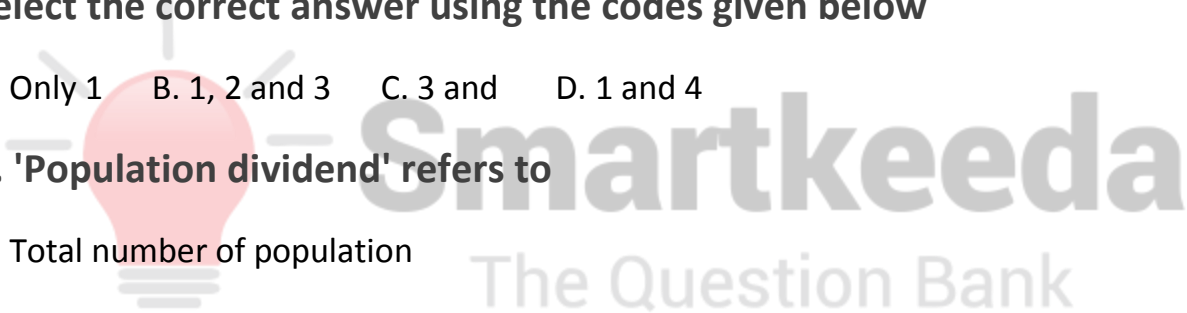 elect the correct answer using the codes given below
Only 1 B. 1, 2 and 3 C. 3 and D. 1 and 4
. 'Population dividend' refers to
Total number of population
Smartkeeda
The Question Bank